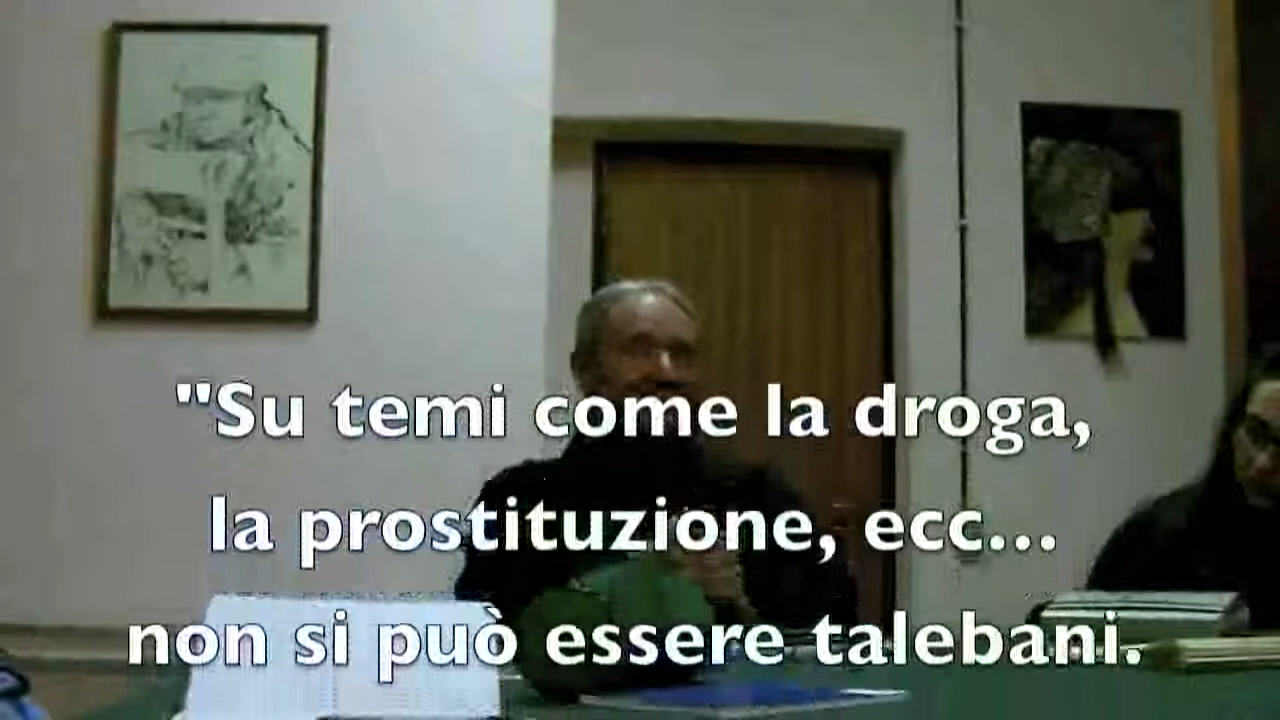 "Su temi come la droga,
la prostituzione, ecc...
non si può essere talebani.